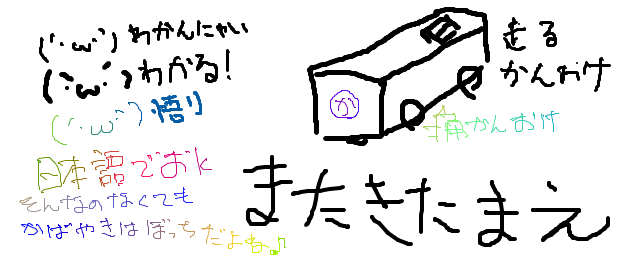 (´･ω･`) わかんにゃい
(´･ω･`) わかる!
(´･ω･`) 悟り
日本語でおk
そんなのなくても
かばやきはぼっちだよね♪
走る
かんおけ
か
痛かんおけ
またきたまえ